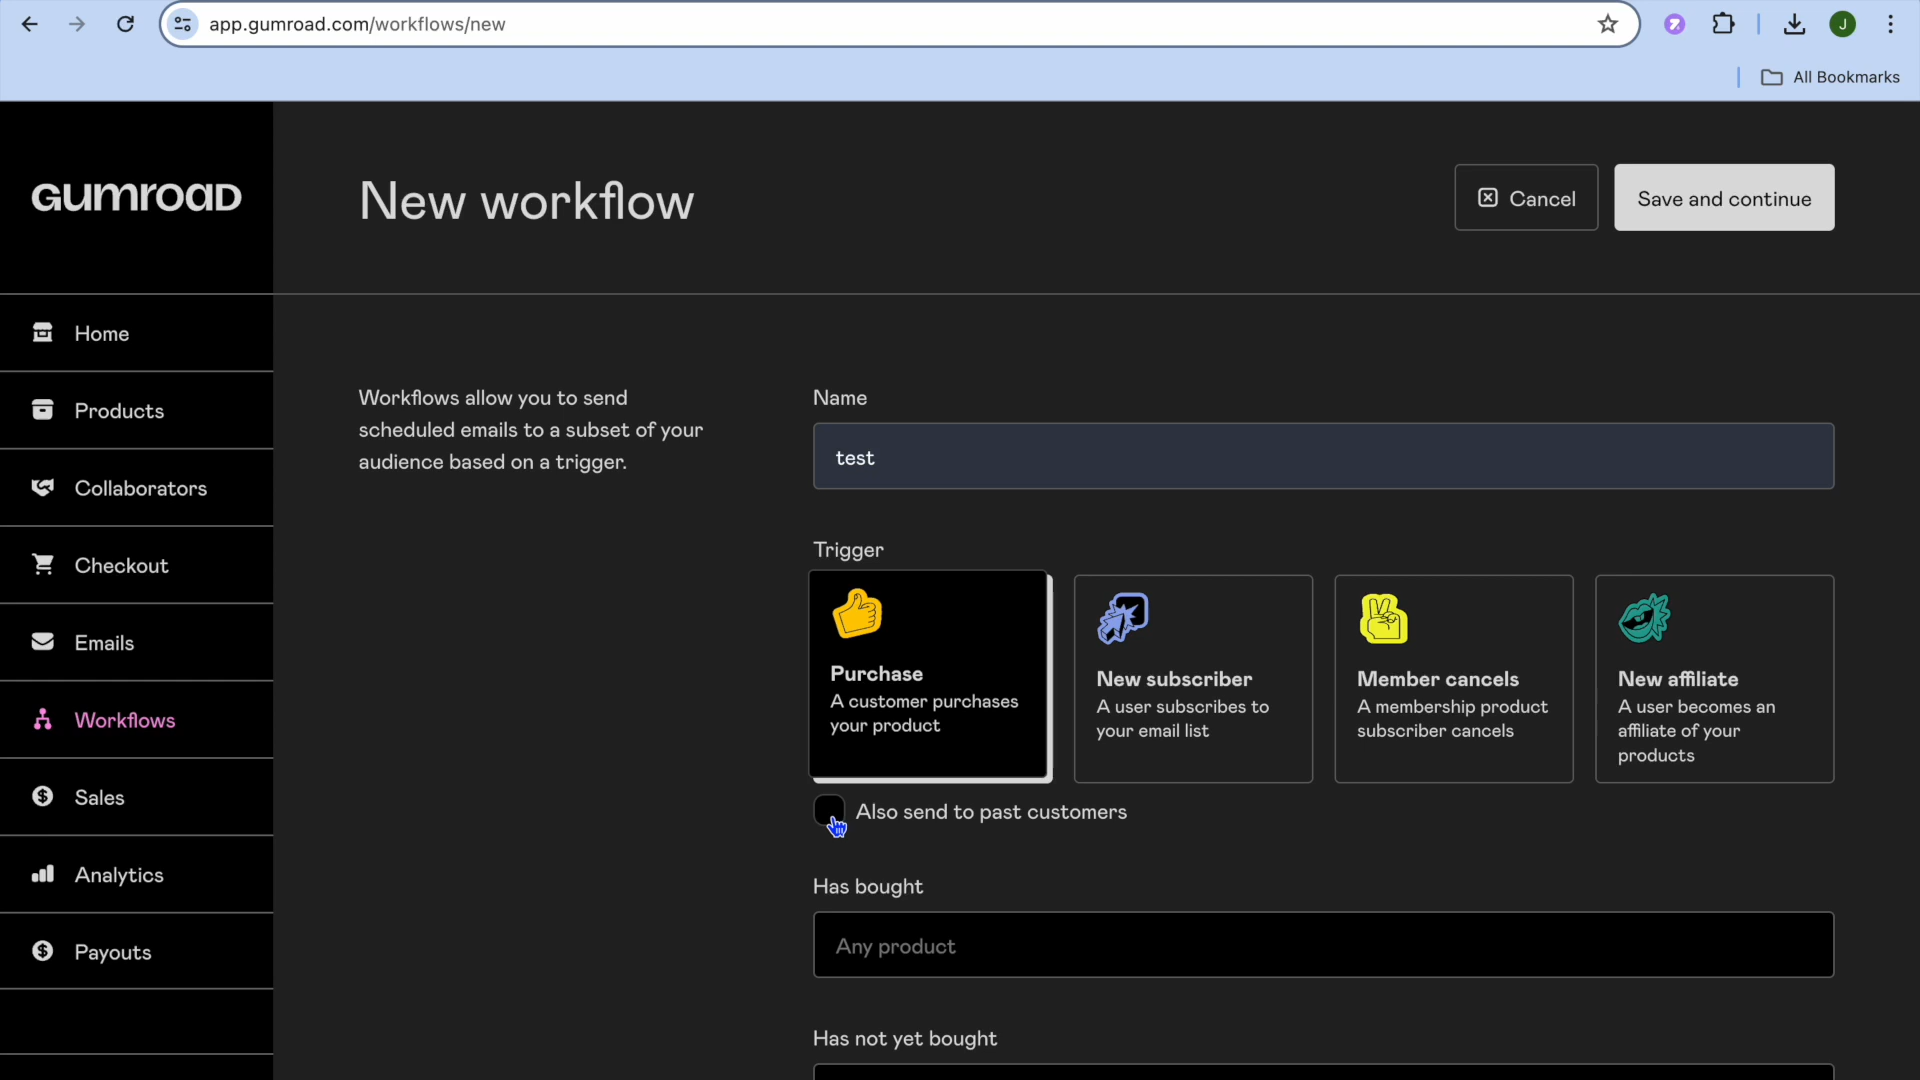 app.gumroad.com/workflows/new
J
All Bookmarks
GUMROAD
New workflow
Cancel
Save and continue
Home
Products
Collaborators
Checkout
Emails
Workflows
Sales
Analytics
Payouts
Workflows allow you to send
scheduled emails to a subset of your
audience based on a trigger.
Name
test
Trigger
Purchase
A customer purchases
your product
New subscriber
A user subscribes to
your email list
Member cancels
A membership product
subscriber cancels
New affiliate
A user becomes an
affiliate of your
products
Also send to past customers
Has bought
Any product
Has not yet bought